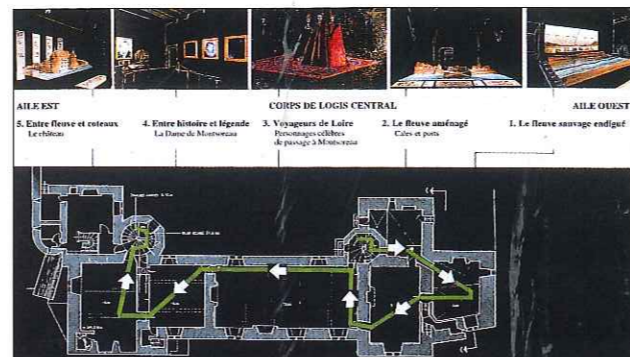 AILE EST
CORPS DE LOGIS CENTRAL
AILE OUEST
5. Entre fleuve et coteaux
Le château
4. Entre histoire et légende
La Dame de Montsoreau
3. Voyageurs de Loire
Personnages célèbres
de passage à Montsoreau
2. Le fleuve aménagé
Cales et ports
1. Le fleuve sauvage endigué